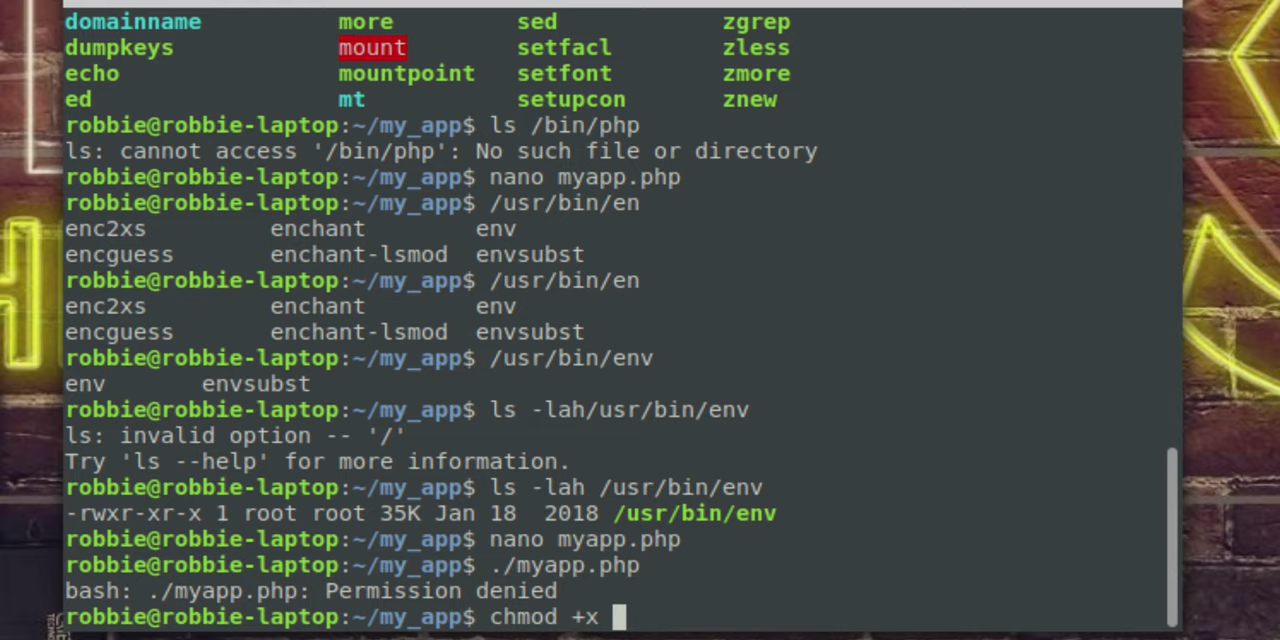 domainname more sed zgrep
dumpkeys mount setfacl zless
echo mountpoint setfont zmore
ed mt setupcon znew
robbie@robbie-laptop:~/my_app$ ls /bin/php
ls: cannot access '/bin/php': No such file or directory
robbie@robbie-laptop:~/my_app$ nano myapp.php
robbie@robbie-laptop:~/my_app$ /usr/bin/en
enc2xs enchant env
encguess enchant-lsmod envsubst
robbie@robbie-laptop:~/my_app$ /usr/bin/en
enc2xs enchant env
encguess enchant-lsmod envsubst
robbie@robbie-laptop:~/my_app$ /usr/bin/env
env envsubst
robbie@robbie-laptop:~/my_app$ ls -lah/usr/bin/env
ls: invalid option -- '/'
Try 'ls --help' for more information.
robbie@robbie-laptop:~/my_app$ ls -lah /usr/bin/env
-rwxr-xr-x 1 root root 35K Jan 18 2018 /usr/bin/env
robbie@robbie-laptop:~/my_app$ nano myapp.php
robbie@robbie-laptop:~/my_app$ ./myapp.php
bash: ./myapp.php: Permission denied
robbie@robbie-laptop:~/my_app$ chmod +x